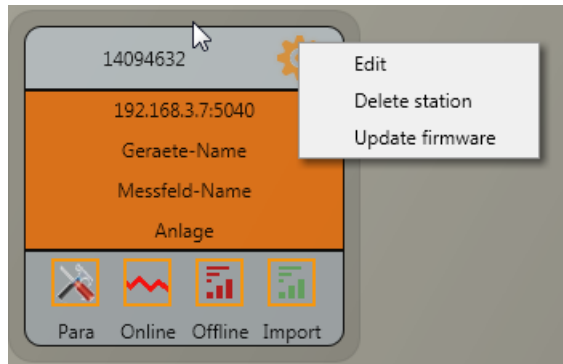 14094632
192.168.3.7:5040
Geraete-Name
Messfeld-Name
Anlage
Para Online Offline Import
Edit
Delete station
Update firmware